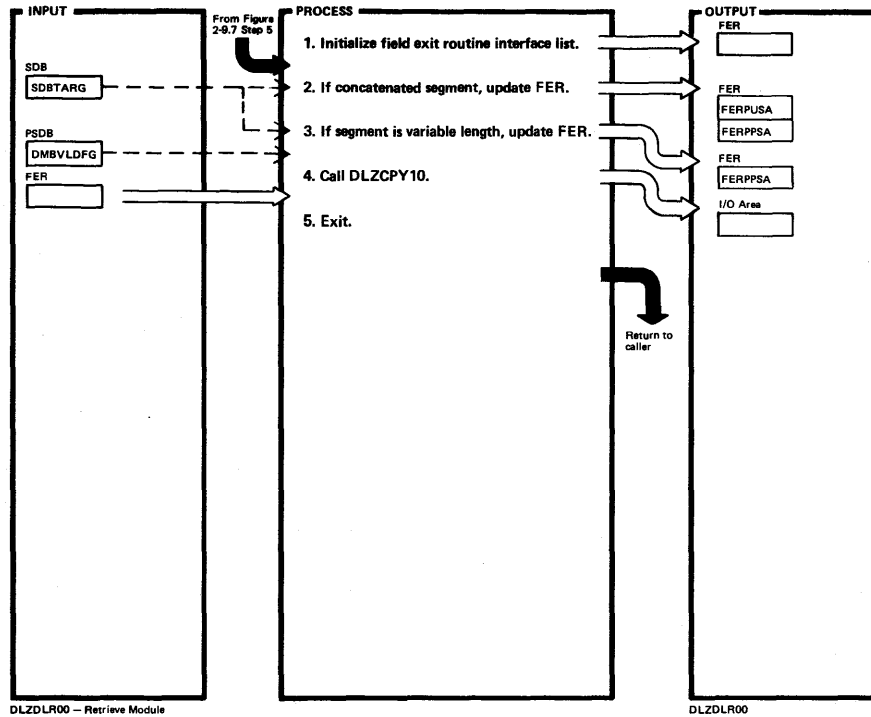 INPUT
From Figure
2-9.7 Step 5
PROCESS
OUTPUT
SDB
SDBTARG
PSDB
DMBVLDFG
FER
1. Initialize field exit routine interface list.
2. If concatenated segment, update FER.
3. If segment is variable length, update FER.
4. Call DLZCPY10.
5. Exit.
FER
FER
FERPUSA
FERPPSA
FER
FERPPSA
I/O Area
Return to
caller
DLZDLR00 — Retrieve Module
DLZDLR00